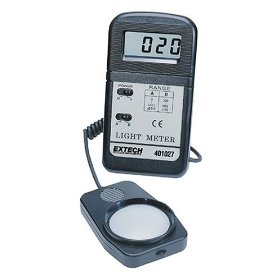 020
POWER
RANGE
A B
A B
CE
LIGHT METER
EXTECH
401027